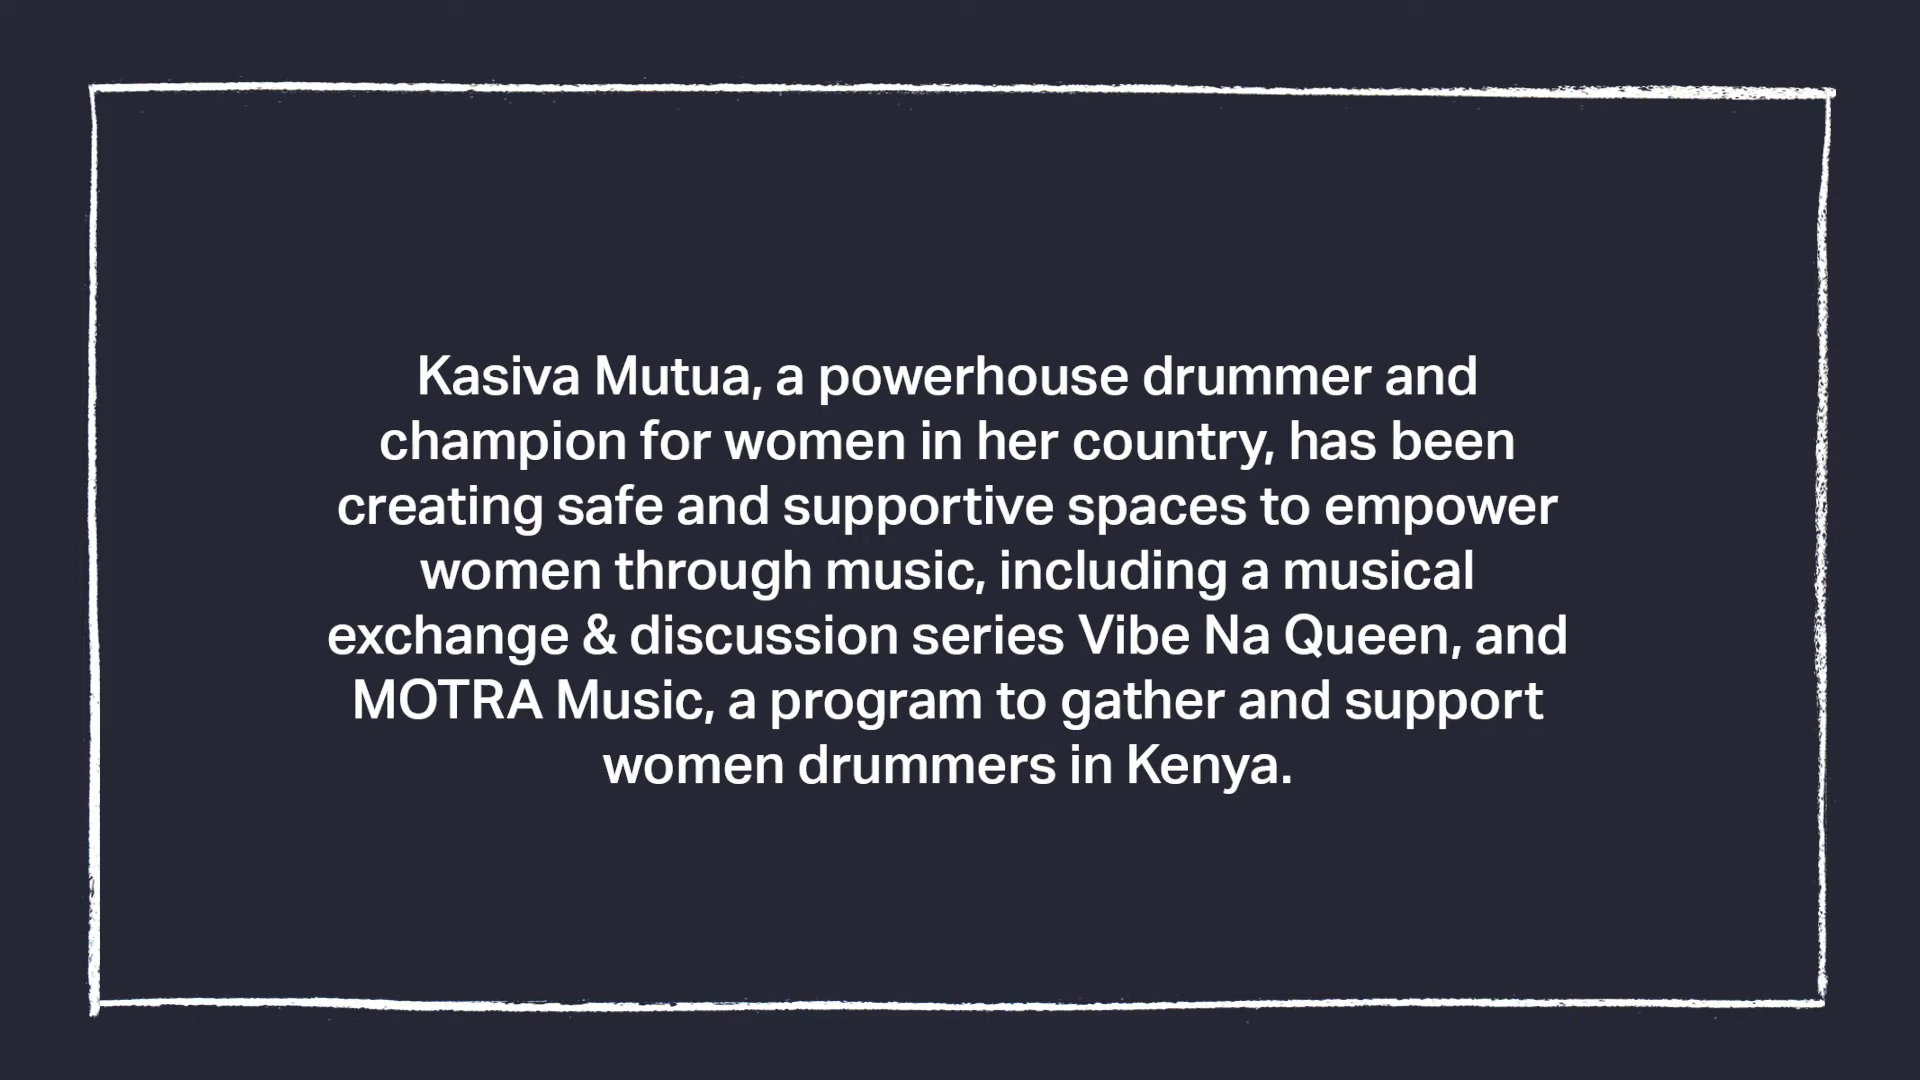 Kasiva Mutua, a powerhouse drummer and
champion for women in her country, has been
creating safe and supportive spaces to empower
women through music, including a musical
exchange & discussion series Vibe Na Queen, and
MOTRA Music, a program to gather and support
women drummers in Kenya.